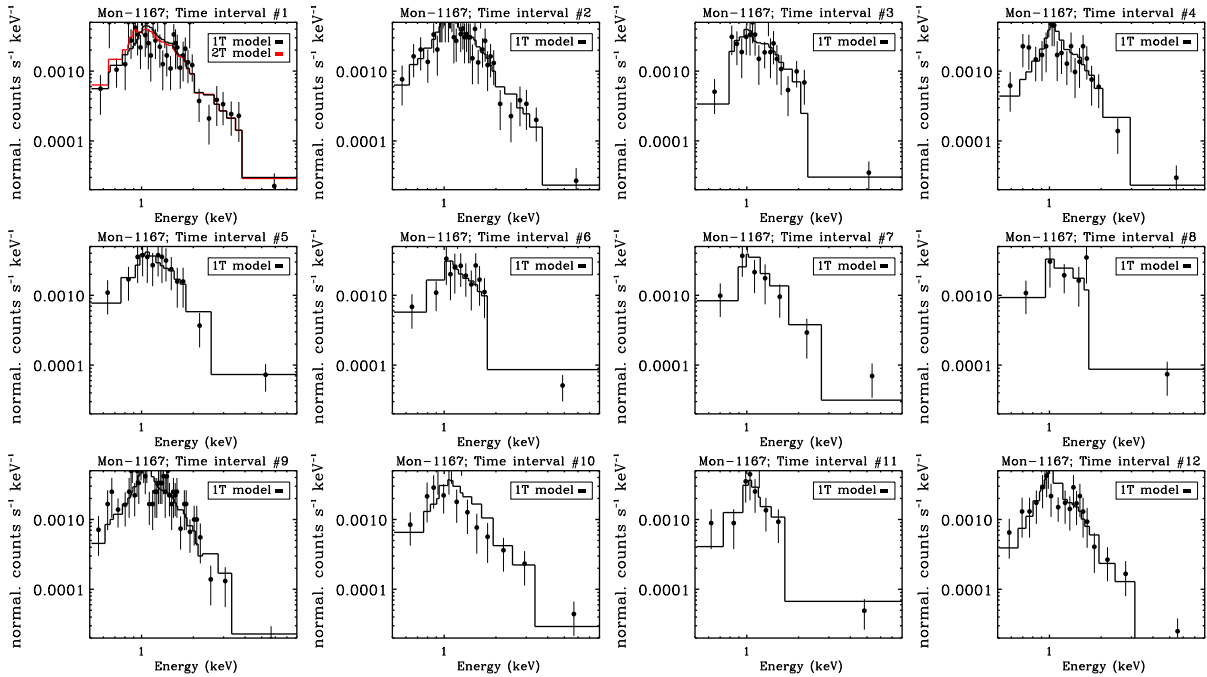 Mon-1167; Time interval #1
1T model
2T model
0.0010
0.0001
normal. counts s⁻¹ keV⁻¹
1
Energy (keV)
Mon-1167; Time interval #2
1T model
0.0010
0.0001
normal. counts s⁻¹ keV⁻¹
1
Energy (keV)
Mon-1167; Time interval #3
1T model
0.0010
0.0001
normal. counts s⁻¹ keV⁻¹
1
Energy (keV)
Mon-1167; Time interval #4
1T model
0.0010
0.0001
normal. counts s⁻¹ keV⁻¹
1
Energy (keV)
Mon-1167; Time interval #5
1T model
0.0010
0.0001
normal. counts s⁻¹ keV⁻¹
1
Energy (keV)
Mon-1167; Time interval #6
1T model
0.0010
0.0001
normal. counts s⁻¹ keV⁻¹
1
Energy (keV)
Mon-1167; Time interval #7
1T model
0.0010
0.0001
normal. counts s⁻¹ keV⁻¹
1
Energy (keV)
Mon-1167; Time interval #8
1T model
0.0010
0.0001
normal. counts s⁻¹ keV⁻¹
1
Energy (keV)
Mon-1167; Time interval #9
1T model
0.0010
0.0001
normal. counts s⁻¹ keV⁻¹
1
Energy (keV)
Mon-1167; Time interval #10
1T model
0.0010
0.0001
normal. counts s⁻¹ keV⁻¹
1
Energy (keV)
Mon-1167; Time interval #11
1T model
0.0010
0.0001
normal. counts s⁻¹ keV⁻¹
1
Energy (keV)
Mon-1167; Time interval #12
1T model
0.0010
0.0001
normal. counts s⁻¹ keV⁻¹
1
Energy (keV)